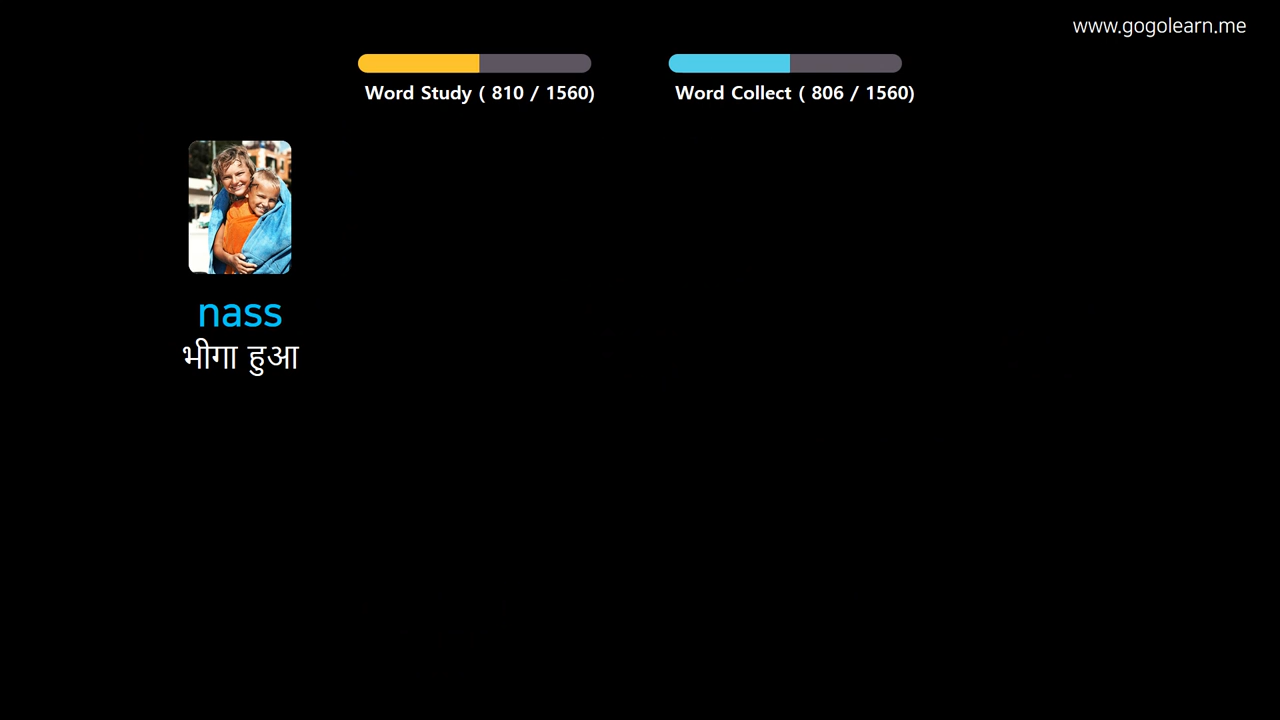 www.gogolearn.me
Word Study ( 810 / 1560)
Word Collect ( 806 / 1560)
nass
भीगा हुआ